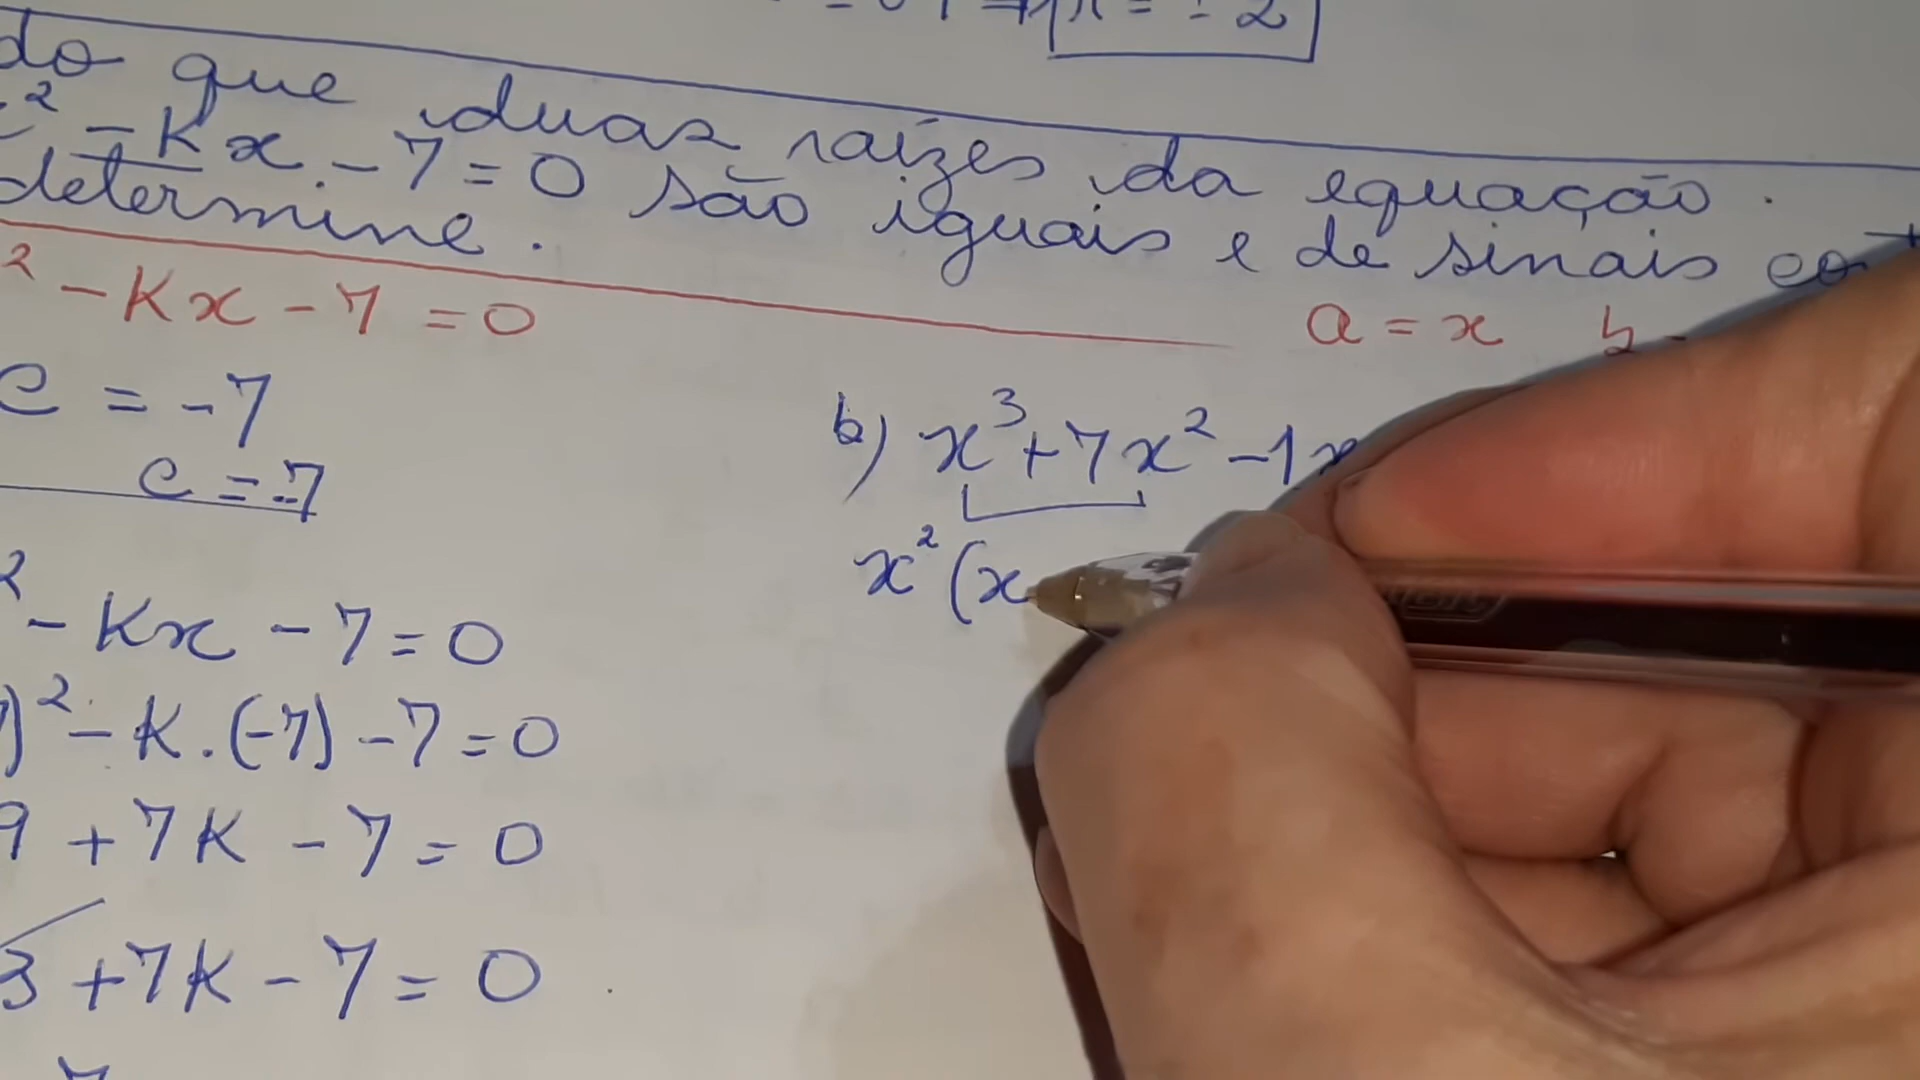 = ± 2
do que duas raízes da equação.
² - Kx - 7 = 0 são iguais e de sinais
determine.
² - Kx - 7 = 0
a = x b
c = -7
c = -7
b) x³ + 7x² - 1x
x² (x
² - Kx - 7 = 0
)² - K . (-7) - 7 = 0
9 + 7K - 7 = 0
3 + 7K - 7 = 0